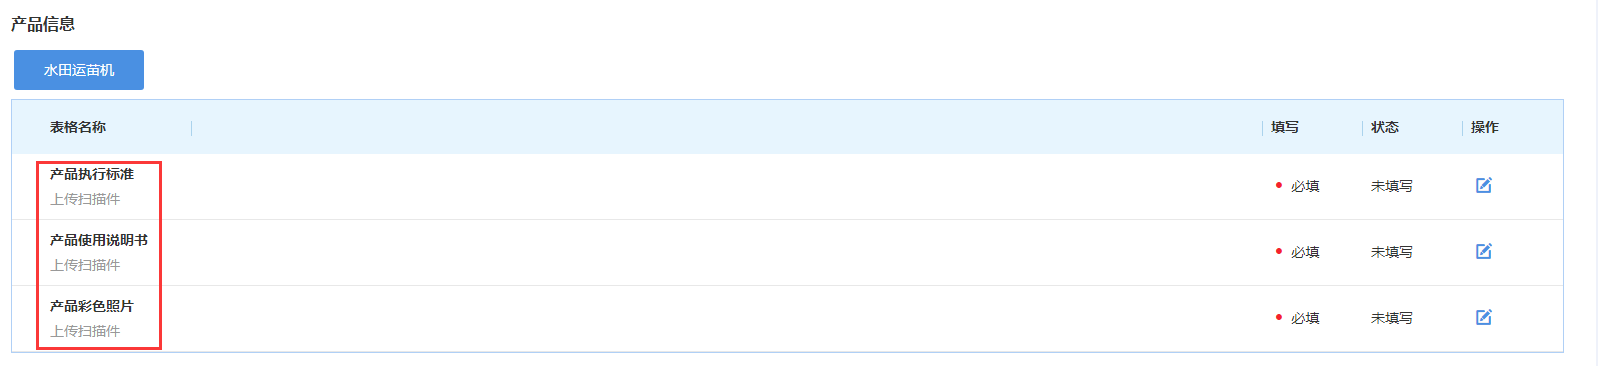 产品信息
水田运苗机
表格名称 填写 状态 操作
产品执行标准
上传扫描件
必填 未填写
产品使用说明书
上传扫描件
必填 未填写
产品彩色照片
上传扫描件
必填 未填写